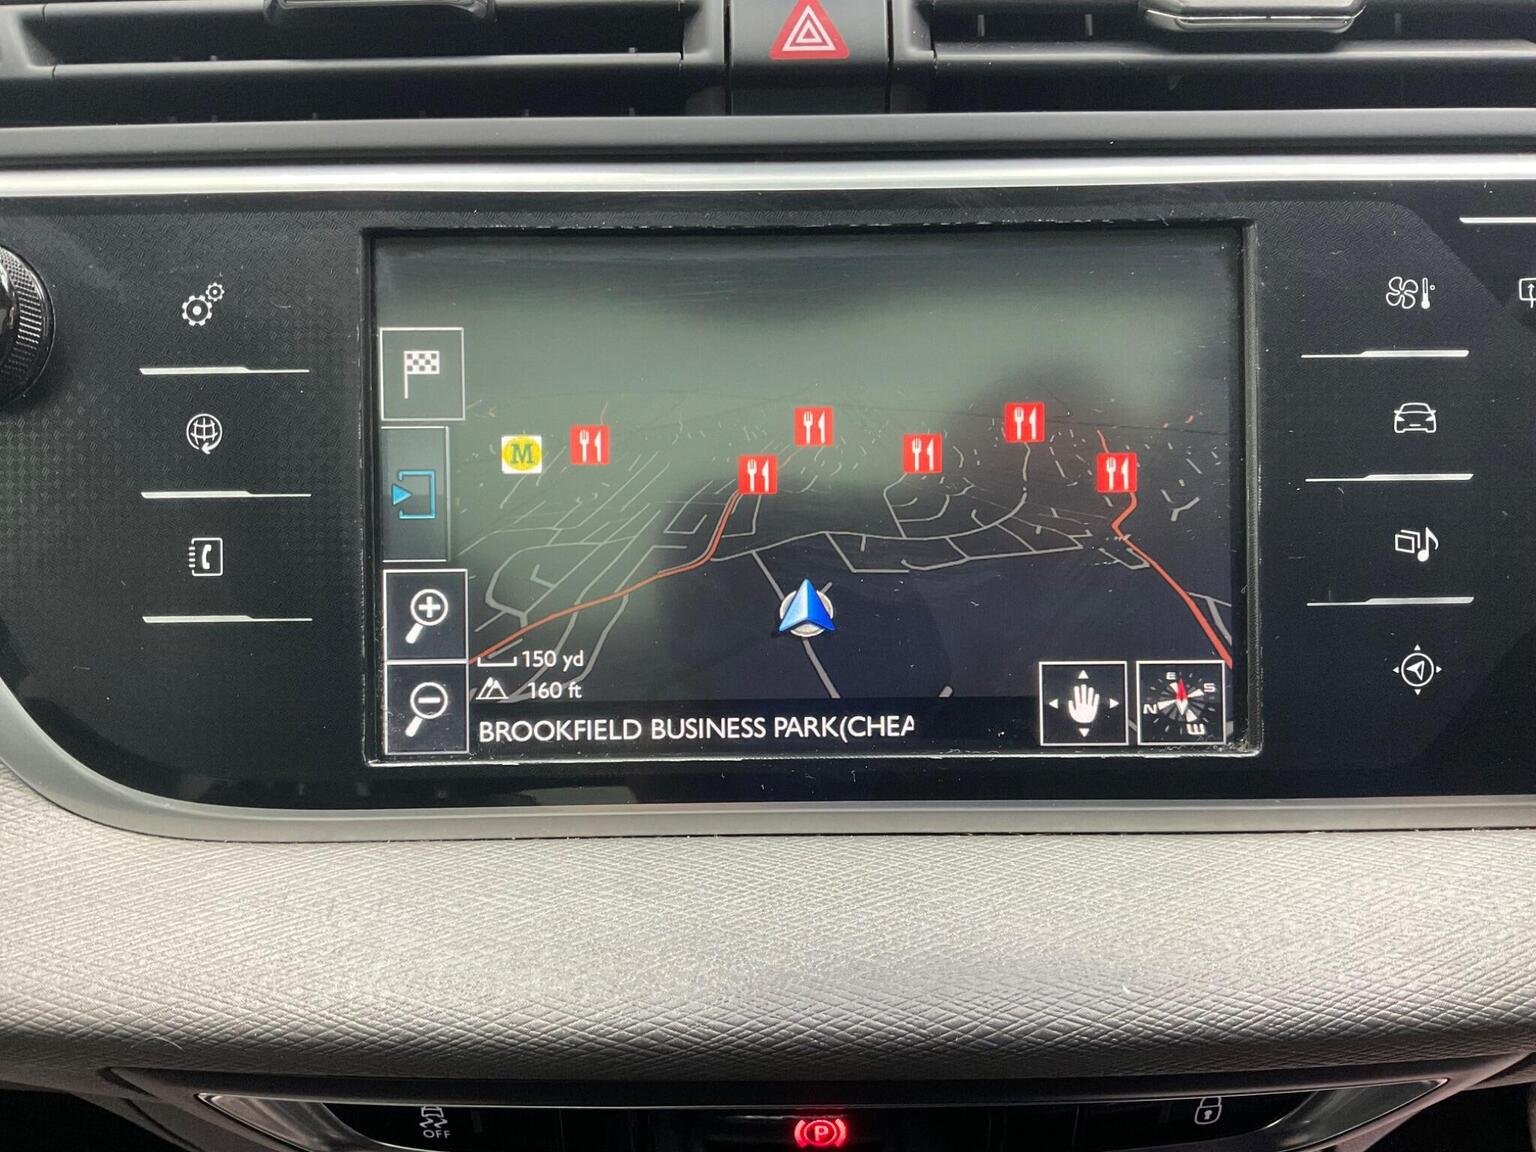 M
150 yd
160 ft
BROOKFIELD BUSINESS PARK(CHEA
E
S
N
W
OFF
P